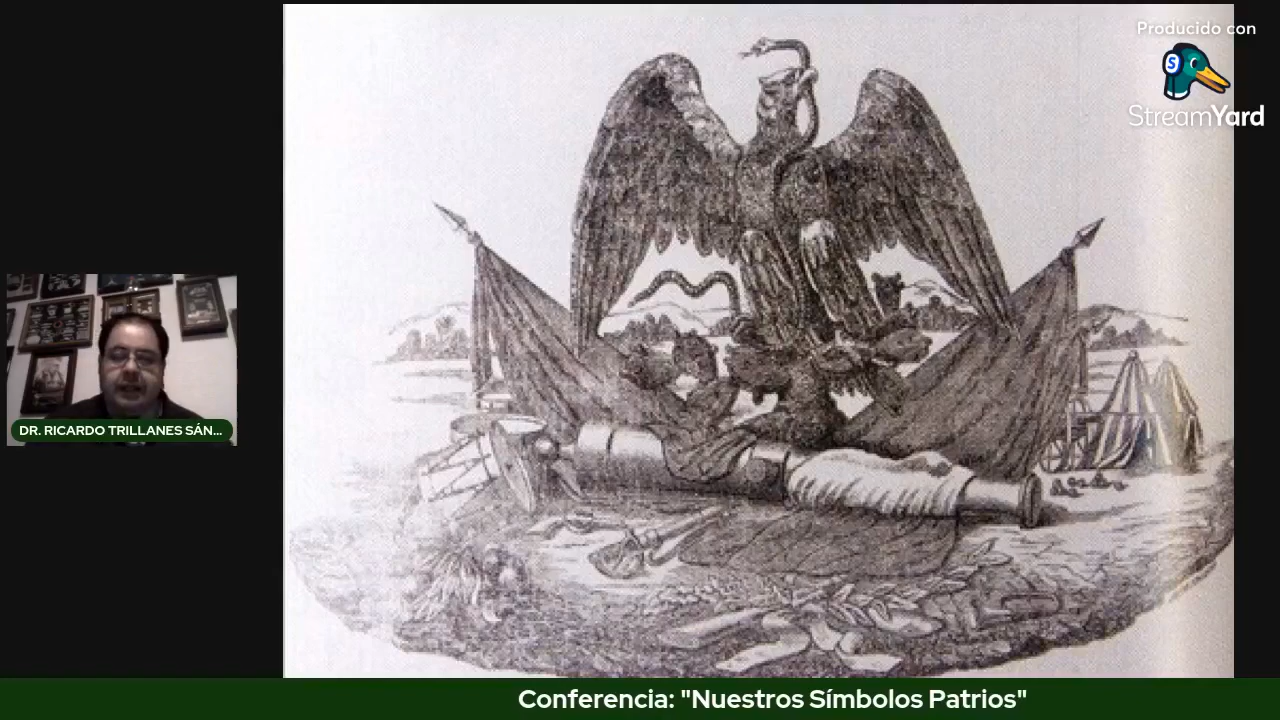 Producido con
StreamYard
DR. RICARDO TRILLANES SÁN...
Conferencia: "Nuestros Símbolos Patrios"